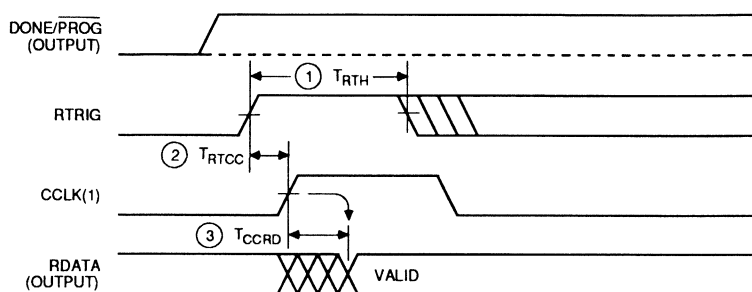 DONE/PROG
(OUTPUT)
1 TRTH
RTRIG
2 TRTCC
CCLK(1)
3 TCCRD
RDATA
(OUTPUT)
VALID